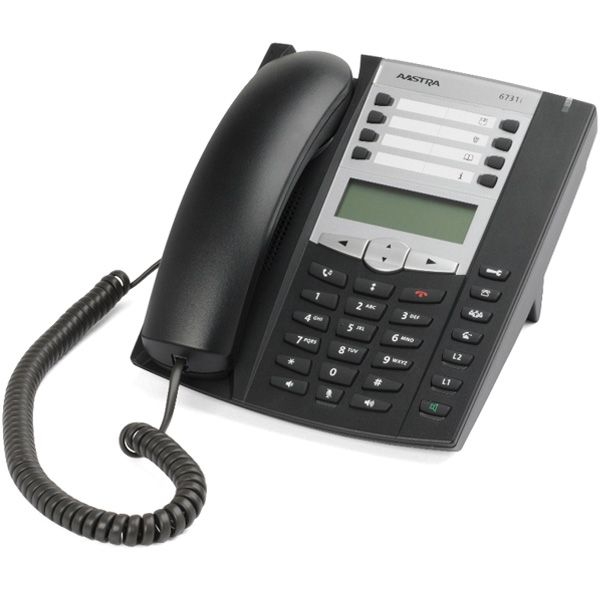 AASTRA 6731i
i
1 2 ABC
4 GHI 5 JKL 3 DEF
7 PQRS 8 TUV 6 MNO
* 0 9 WXYZ L2
# L1